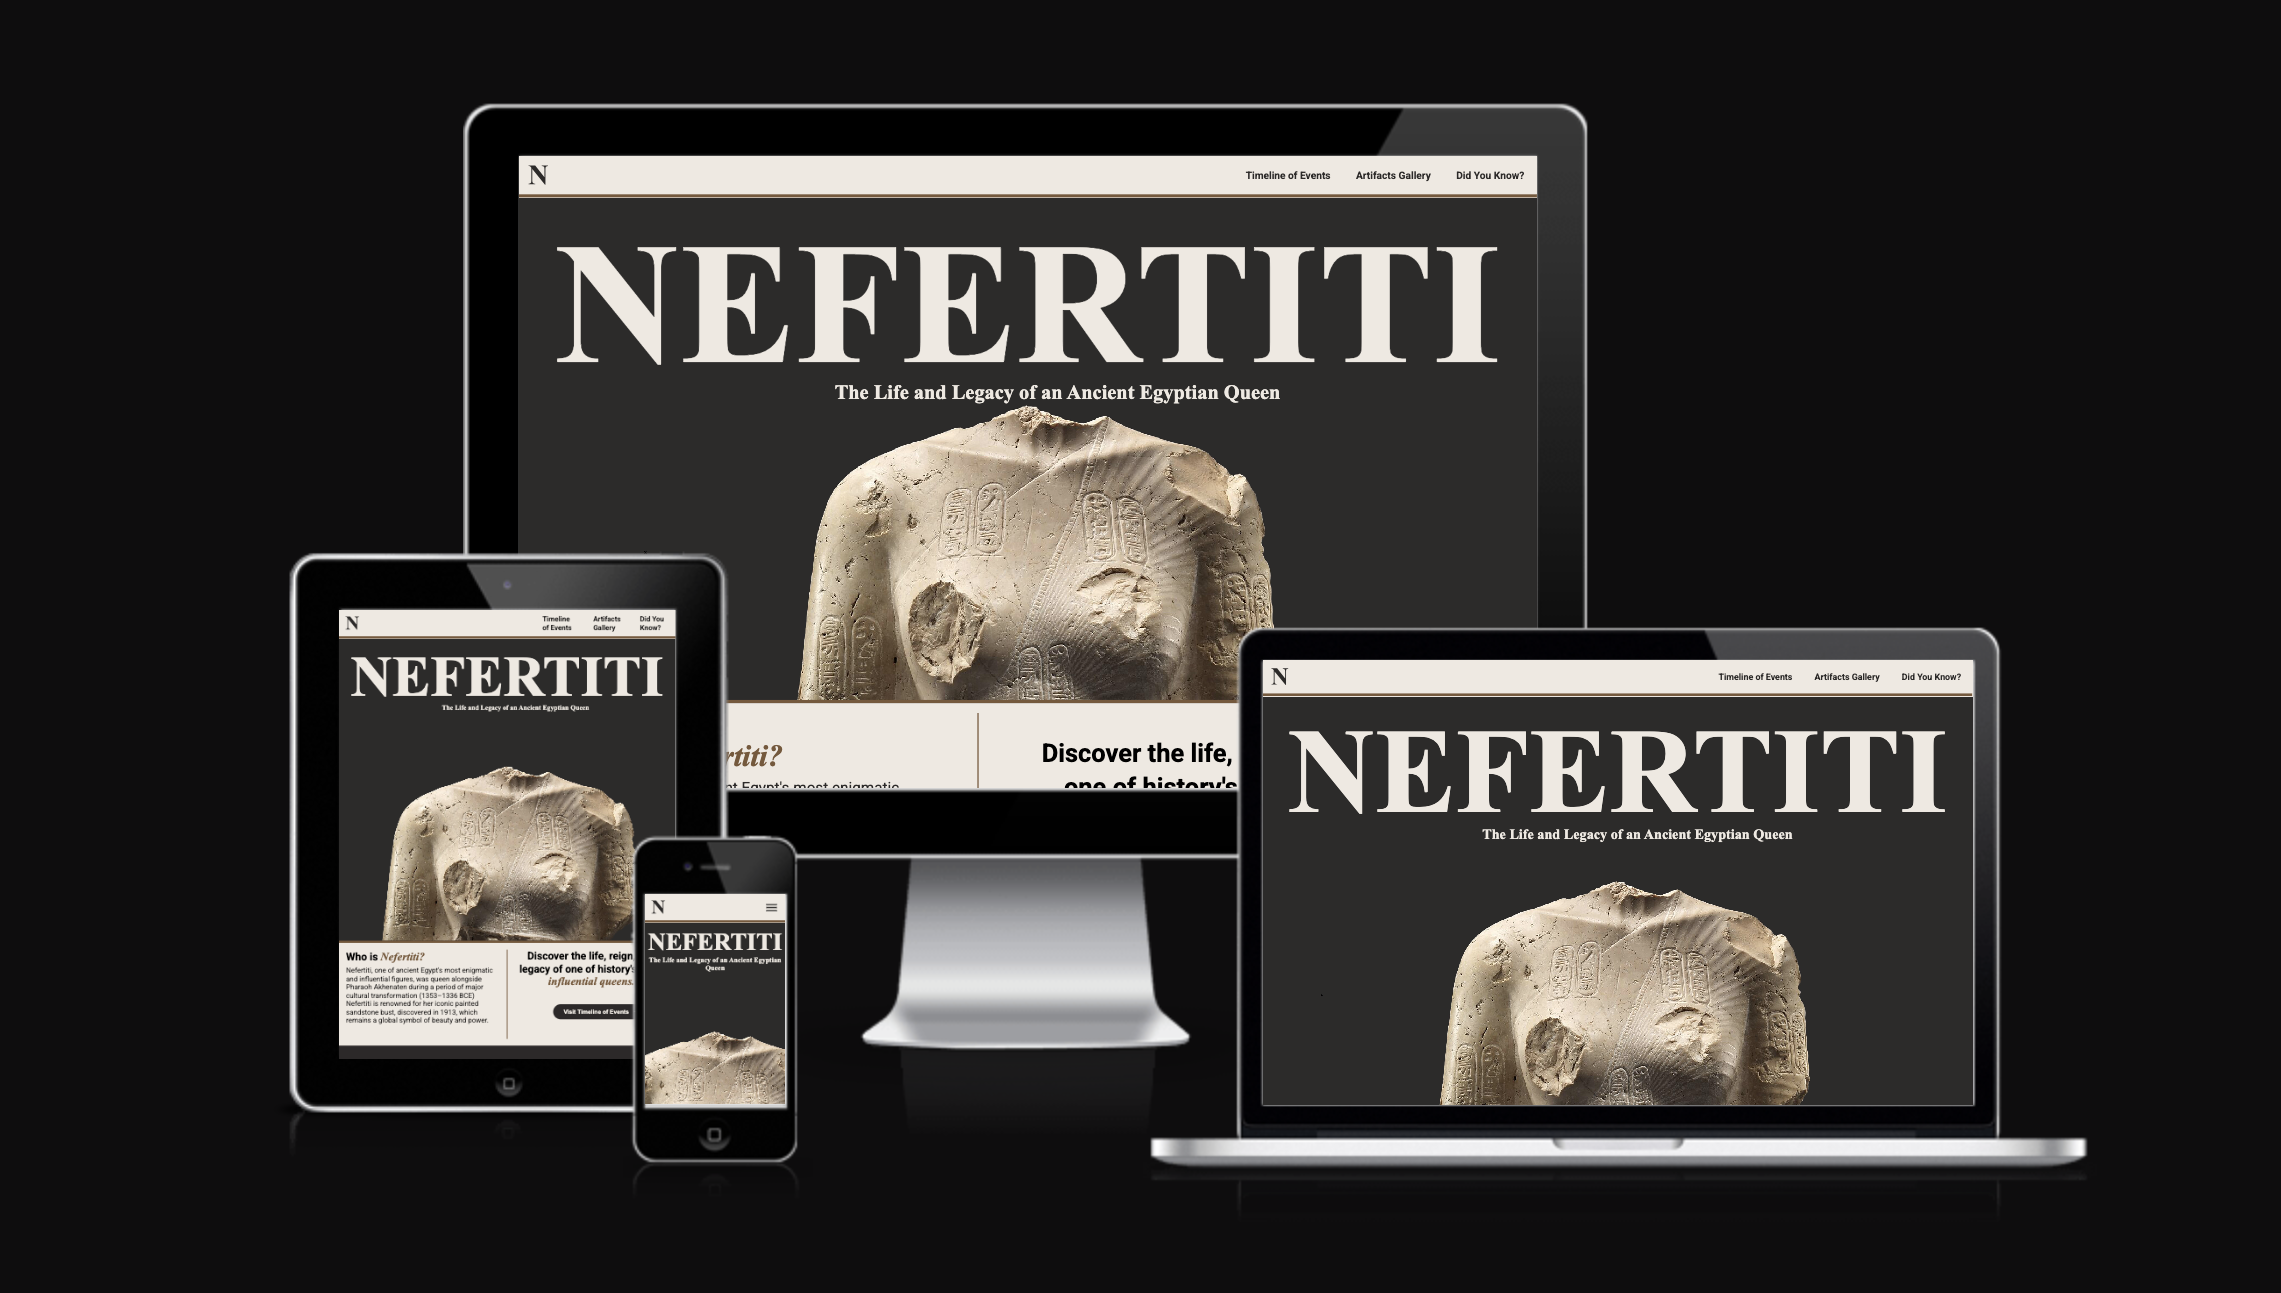 N
Timeline of Events Artifacts Gallery Did You Know?
NEFERTITI
The Life and Legacy of an Ancient Egyptian Queen
rtiti?
nt Egypt's most enigmatic
Discover the life,
one of history's
N
Timeline
of Events
Artifacts
Gallery
Did You
Know?
NEFERTITI
The Life and Legacy of an Ancient Egyptian Queen
Who is Nefertiti?
Nefertiti, one of ancient Egypt's most enigmatic
and influential figures, was queen alongside
Pharaoh Akhenaten during a period of major
cultural transformation (1353–1336 BCE)
Nefertiti is renowned for her iconic painted
sandstone bust, discovered in 1913, which
remains a global symbol of beauty and power.
Discover the life, reign,
legacy of one of history's
influential queens.
Visit Timeline of Events
N
NEFERTITI
The Life and Legacy of an Ancient Egyptian
Queen
N
Timeline of Events Artifacts Gallery Did You Know?
NEFERTITI
The Life and Legacy of an Ancient Egyptian Queen